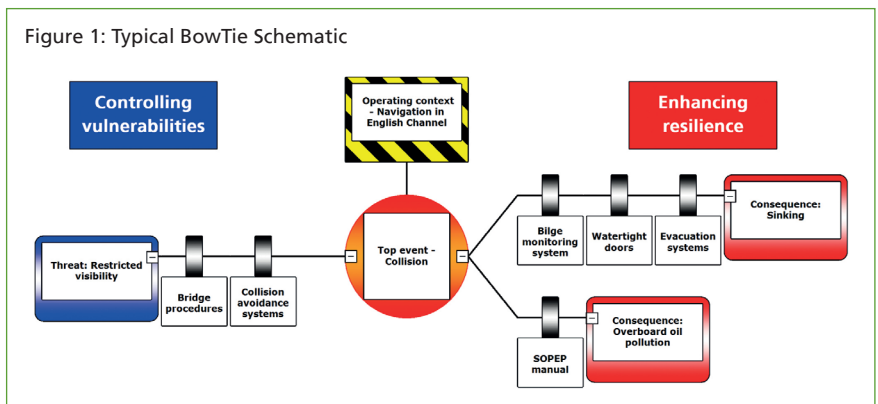 Figure 1: Typical BowTie Schematic
Controlling
vulnerabilities
Operating context
- Navigation in
English Channel
Enhancing
resilience
Threat: Restricted
visibility
Bridge
procedures
Collision
avoidance
systems
Top event -
Collision
Bilge
monitoring
system
Watertight
doors
Evacuation
systems
Consequence:
Sinking
SOPEP
manual
Consequence:
Overboard oil
pollution